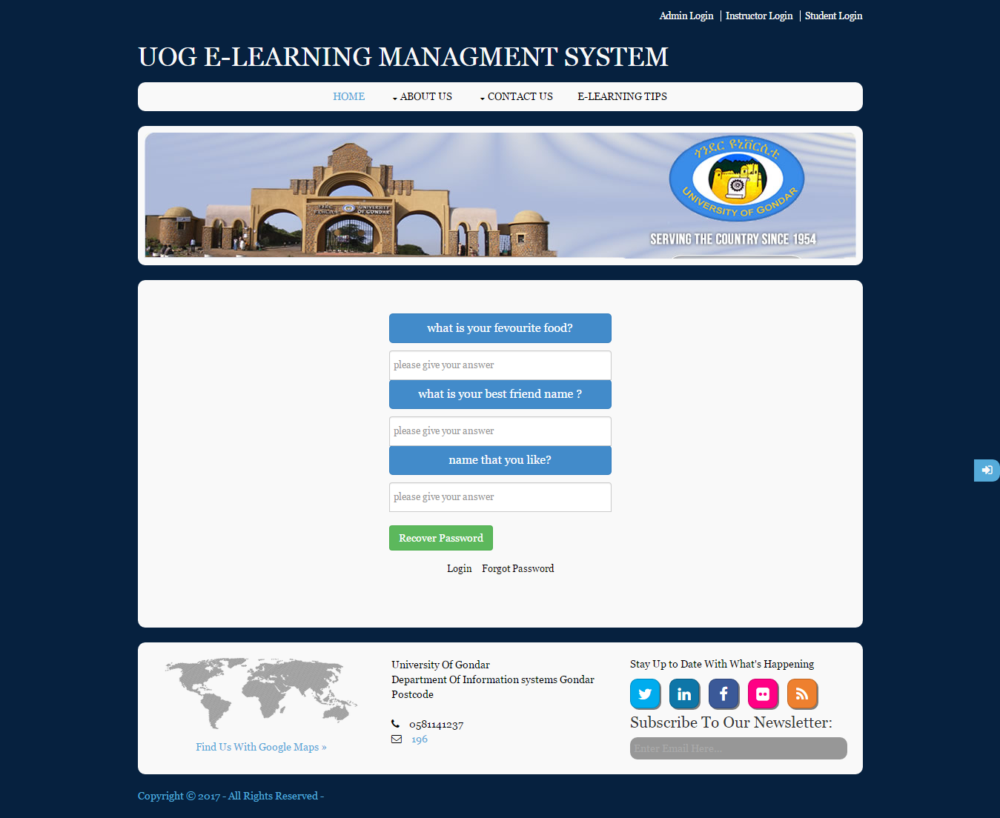 Admin Login
Instructor Login
Student Login
UOG E-LEARNING MANAGMENT SYSTEM
HOME
ABOUT US
CONTACT US
E-LEARNING TIPS
ጎንደር ዩኒቨርሲቲ
UNIVERSITY OF GONDAR
UNIVERSITY
OF GONDAR
SERVING THE COUNTRY SINCE 1954
what is your fevourite food?
please give your answer
what is your best friend name ?
please give your answer
name that you like?
please give your answer
Recover Password
Login Forgot Password
Find Us With Google Maps »
University Of Gondar
Department Of Information systems Gondar
Postcode
0581141237
196
Stay Up to Date With What's Happening
Subscribe To Our Newsletter:
Enter Email Here...
Copyright © 2017 - All Rights Reserved -